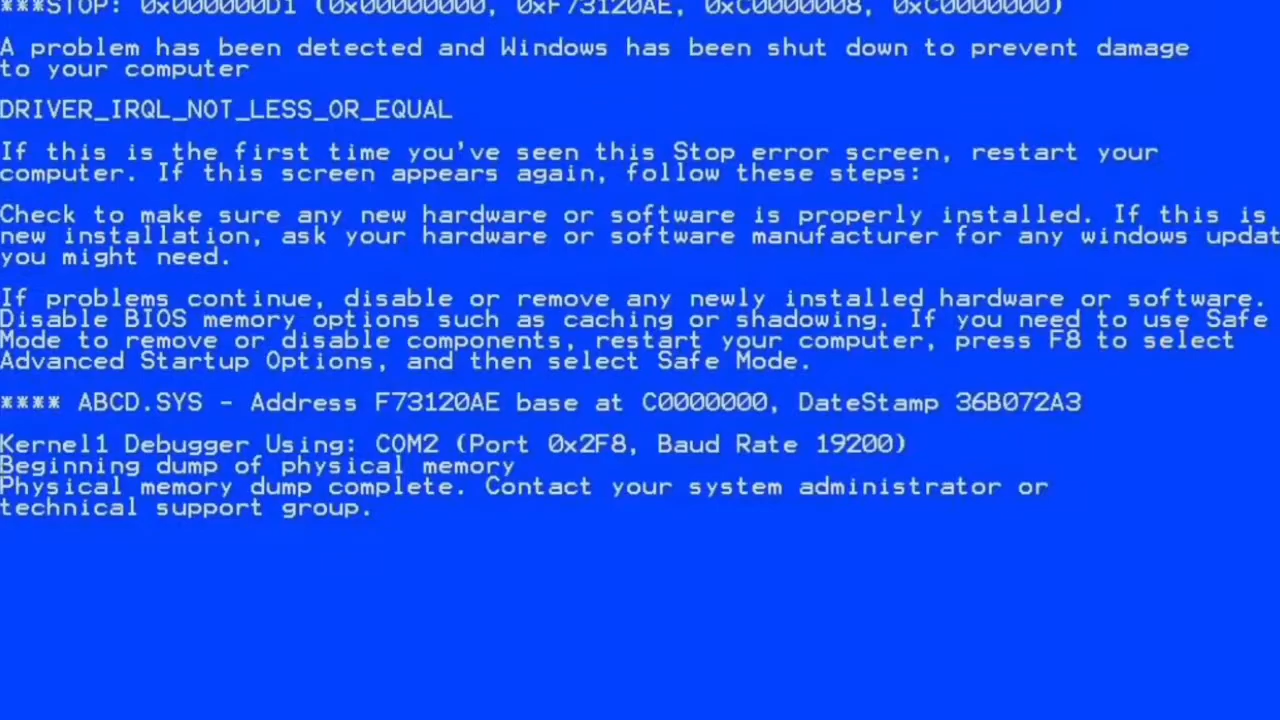 ***STOP: 0x000000D1 (0x00000000, 0xF73120AE, 0xC0000008, 0xC0000000)
A problem has been detected and Windows has been shut down to prevent damage
to your computer
DRIVER_IRQL_NOT_LESS_OR_EQUAL
If this is the first time you've seen this Stop error screen, restart your
computer. If this screen appears again, follow these steps:
Check to make sure any new hardware or software is properly installed. If this is
new installation, ask your hardware or software manufacturer for any windows updat
you might need.
If problems continue, disable or remove any newly installed hardware or software.
Disable BIOS memory options such as caching or shadowing. If you need to use Safe
Mode to remove or disable components, restart your computer, press F8 to select
Advanced Startup Options, and then select Safe Mode.
**** ABCD.SYS - Address F73120AE base at C0000000, DateStamp 36B072A3
Kernel1 Debugger Using: COM2 (Port 0x2F8, Baud Rate 19200)
Beginning dump of physical memory
Physical memory dump complete. Contact your system administrator or
technical support group.